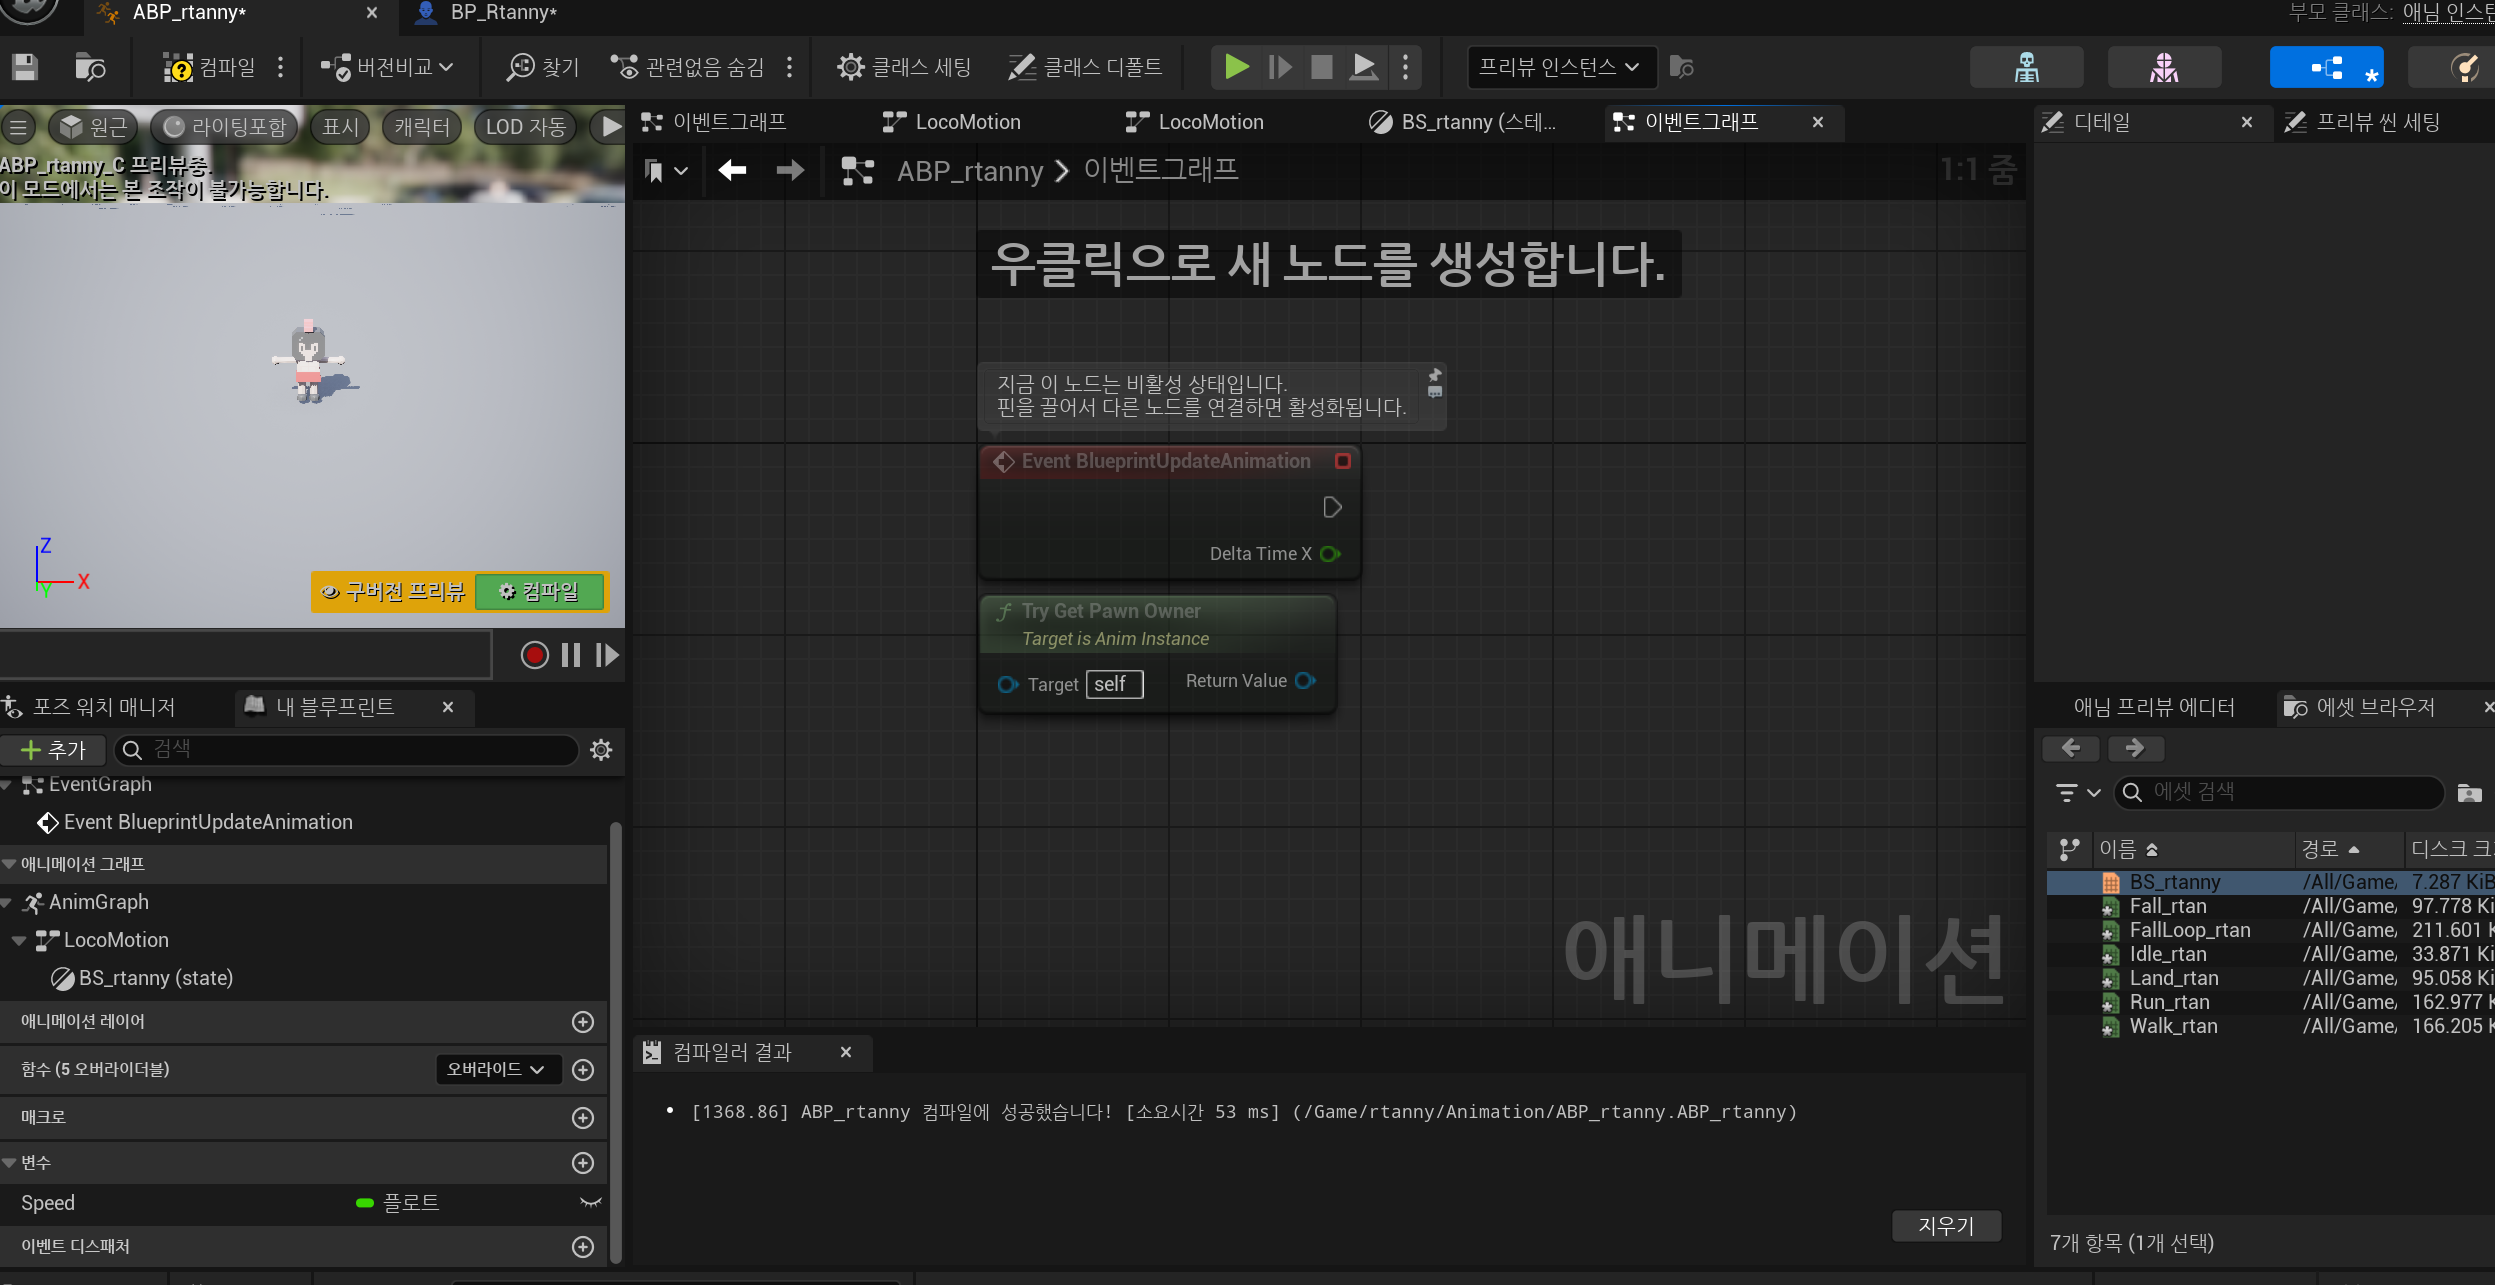 ABP_rtanny*
BP_Rtanny*
부모 클래스:
컴파일
버전비교
찾기
관련없음 숨김
클래스 세팅
클래스 디폴트
프리뷰 인스턴스
원근
라이팅포함
표시
캐릭터
LOD 자동
ABP_rtanny_C 프리뷰중.
이 모드에서는 본 조작이 불가능합니다.
Z
X
Y
구버전 프리뷰
컴파일
이벤트그래프
LocoMotion
LocoMotion
BS_rtanny (스테...
이벤트그래프
ABP_rtanny > 이벤트그래프
1:1 줌
우클릭으로 새 노드를 생성합니다.
지금 이 노드는 비활성 상태입니다.
핀을 끌어서 다른 노드를 연결하면 활성화됩니다.
Event BlueprintUpdateAnimation
Delta Time X
Try Get Pawn Owner
Target is Anim Instance
Target self
Return Value
애니메이션
포즈 워치 매니저
내 블루프린트
추가
검색
EventGraph
Event BlueprintUpdateAnimation
애니메이션 그래프
AnimGraph
LocoMotion
BS_rtanny (state)
애니메이션 레이어
함수 (5 오버라이더블)
오버라이드
매크로
변수
Speed
플로트
이벤트 디스패처
컴파일러 결과
[1368.86] ABP_rtanny 컴파일에 성공했습니다! [소요시간 53 ms] (/Game/rtanny/Animation/ABP_rtanny.ABP_rtanny)
지우기
디테일
프리뷰 씬 세팅
애님 프리뷰 에디터
에셋 브라우저
에셋 검색
이름 경로 디스크
BS_rtanny /All/Game/ 7.287 KiB
Fall_rtan /All/Game/ 97.778 Ki
FallLoop_rtan /All/Game/ 211.601
Idle_rtan /All/Game/ 33.871 Ki
Land_rtan /All/Game/ 95.058 Ki
Run_rtan /All/Game/ 162.977
Walk_rtan /All/Game/ 166.205
7개 항목 (1개 선택)